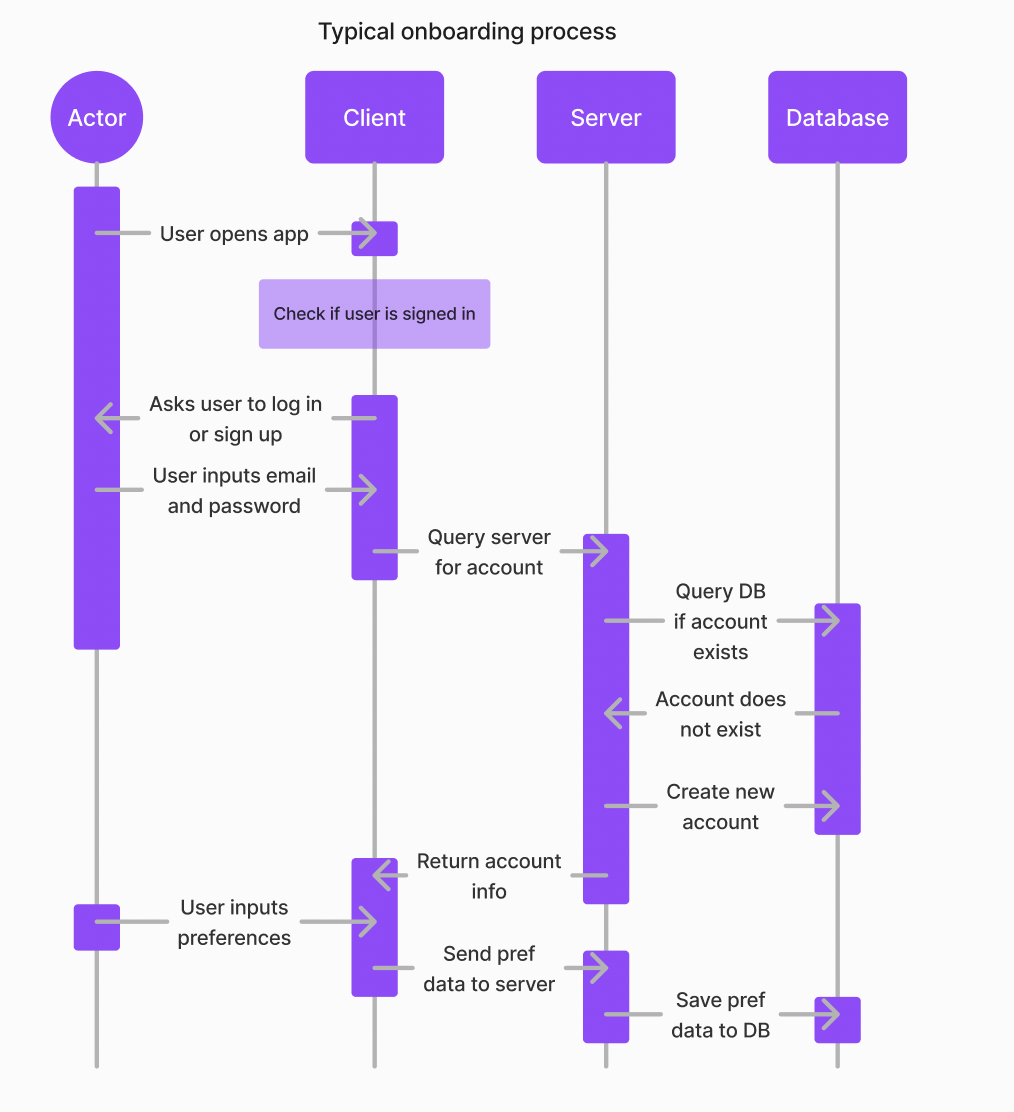 Typical onboarding process
Actor
Client
Server
Database
User opens app
Check if user is signed in
Asks user to log in
or sign up
User inputs email
and password
Query server
for account
Query DB
if account
exists
Account does
not exist
Create new
account
Return account
info
User inputs
preferences
Send pref
data to server
Save pref
data to DB